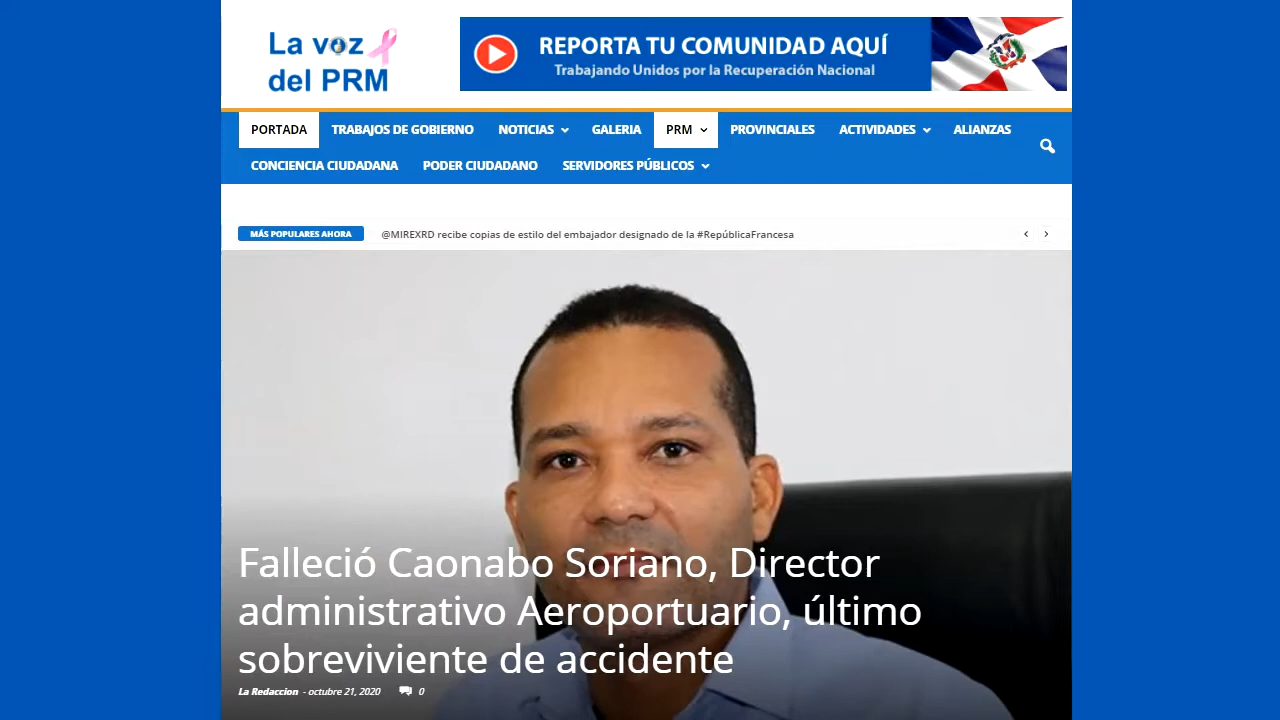 La voz
del PRM
REPORTA TU COMUNIDAD AQUÍ
Trabajando Unidos por la Recuperación Nacional
PORTADA TRABAJOS DE GOBIERNO NOTICIAS GALERIA PRM PROVINCIALES ACTIVIDADES ALIANZAS
CONCIENCIA CIUDADANA PODER CIUDADANO SERVIDORES PÚBLICOS
MÁS POPULARES AHORA @MIREXRD recibe copias de estilo del embajador designado de la #RepúblicaFrancesa
Falleció Caonabo Soriano, Director
administrativo Aeroportuario, último
sobreviviente de accidente
La Redaccion - octubre 21, 2020 0